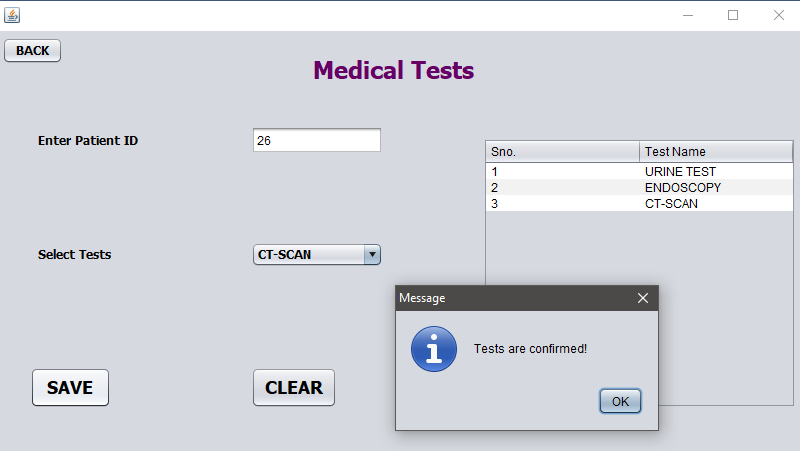 BACK
Medical Tests
Enter Patient ID
26
Sno. Test Name
1 URINE TEST
2 ENDOSCOPY
3 CT-SCAN
Select Tests
CT-SCAN
Message
Tests are confirmed!
OK
SAVE
CLEAR